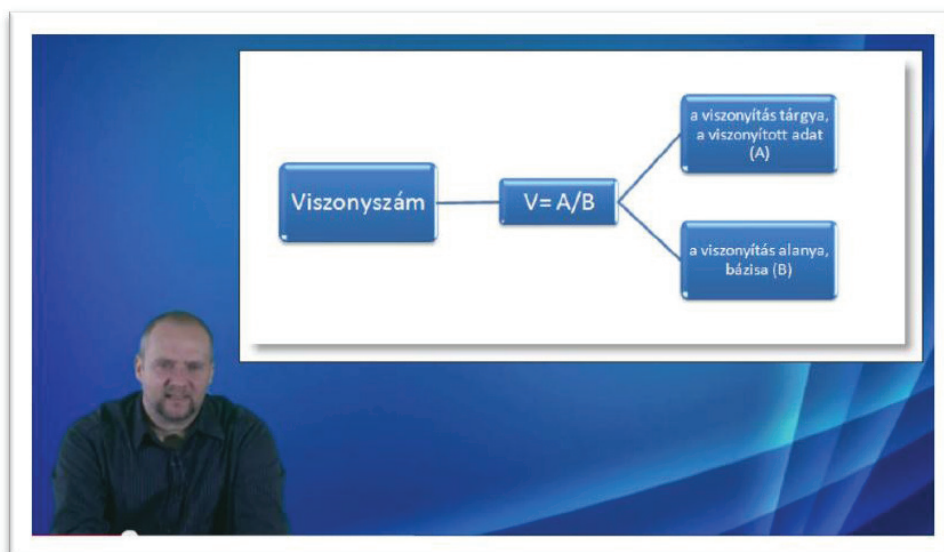 Viszonyszám
V= A/B
a viszonyítás tárgya,
a viszonyított adat
(A)
a viszonyítás alanya,
bázisa (B)